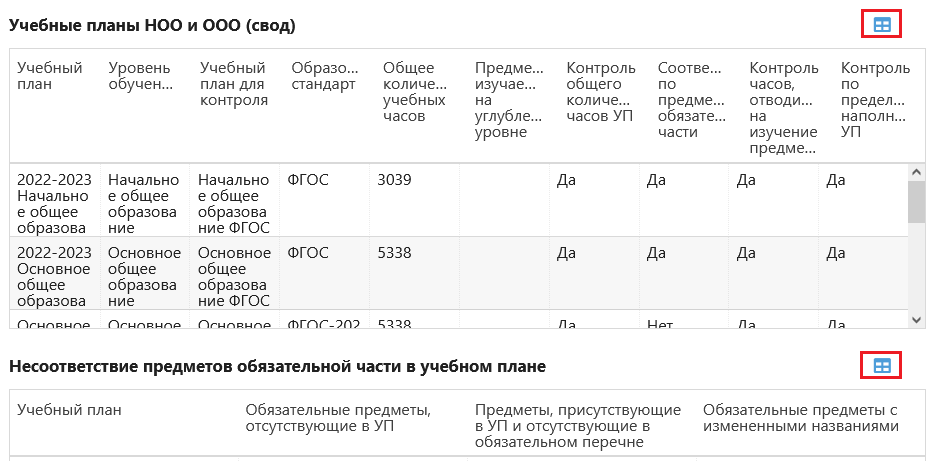 Учебные планы НОО и ООО (свод)
Учебный план
Уровень обучен...
Учебный план для контроля
Образо... стандарт
Общее количе... учебных часов
Предме... изучае... на углубле... уровне
Контроль общего количе... часов УП
Соотве... по предме... обязате... части
Контроль часов, отводи... на изучение предме...
Контроль по предел... наполн... УП
2022-2023 Начально е общее образова
Начально е общее образова ние
Начально е общее образова ние ФГОС
ФГОС
3039
Да
Да
Да
Да
2022-2023 Основное общее образова
Основное общее образова ние
Основное общее образова ние ФГОС
ФГОС
5338
Да
Да
Да
Да
Основное
Основное
Основное
ФГОС-202
5338
Да
Нет
Да
Да
Несоответствие предметов обязательной части в учебном плане
Учебный план
Обязательные предметы, отсутствующие в УП
Предметы, присутствующие в УП и отсутствующие в обязательном перечне
Обязательные предметы с измененными названиями